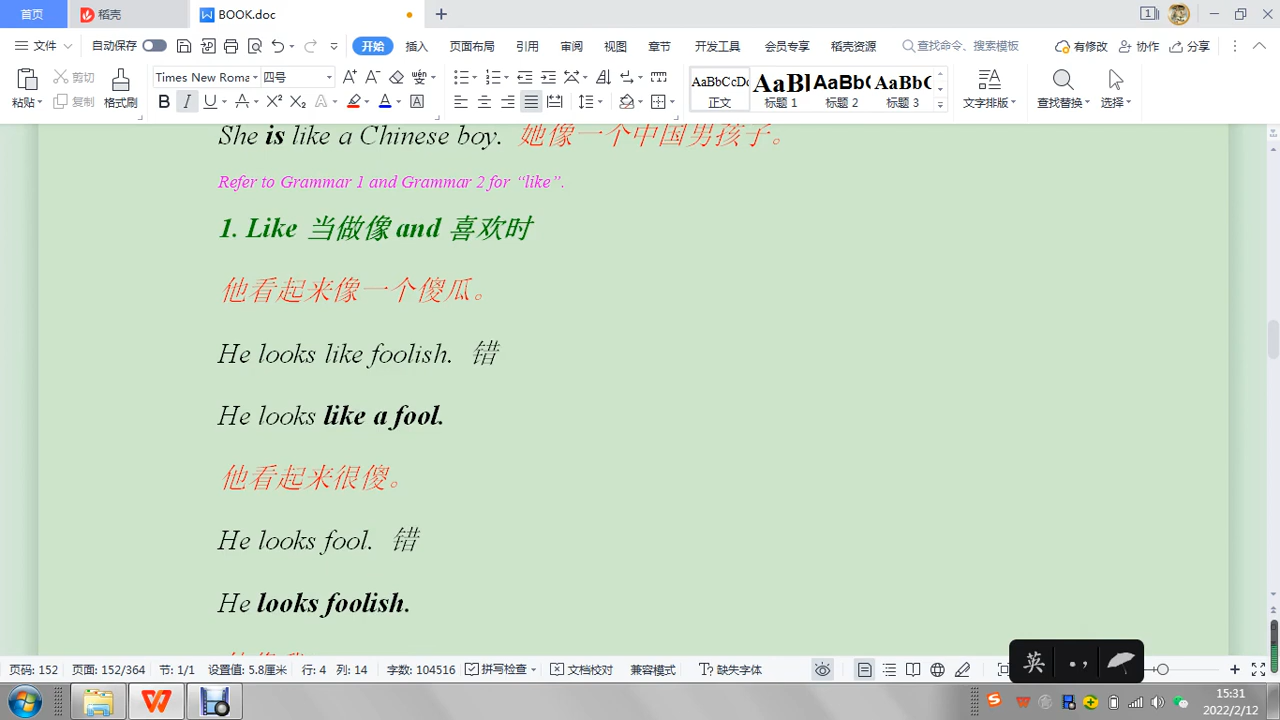 首页 稻壳 BOOK.doc
文件 自动保存 开始 插入 页面布局 引用 审阅 视图 章节 开发工具 会员专享 稻壳资源 查找命令、搜索模板 有修改 协作 分享
剪切 Times New Roma 四号 AaBbCcDd AaBl AaBb( AaBbC
粘贴 复制 格式刷 正文 标题 1 标题 2 标题 3 文字排版 查找替换 选择
She is like a Chinese boy. 她像一个中国男孩子。
Refer to Grammar 1 and Grammar 2 for “like”.
1. Like 当做像 and 喜欢时
他看起来像一个傻瓜。
He looks like foolish. 错
He looks like a fool.
他看起来很傻。
He looks fool. 错
He looks foolish.
页码: 152 页面: 152/364 节: 1/1 设置值: 5.8厘米 行: 4 列: 14 字数: 104516 拼写检查 文档校对 兼容模式 缺失字体
英
15:31
2022/2/12